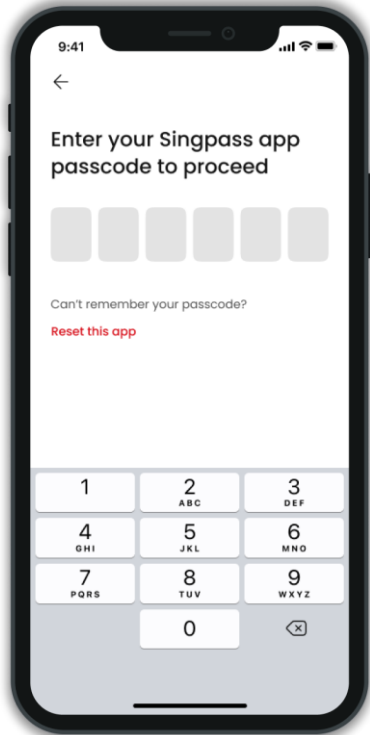 9:41
Enter your Singpass app
passcode to proceed
Can't remember your passcode?
Reset this app
1 2 3
ABC DEF
4 5 6
GHI JKL MNO
7 8 9
PQRS TUV WXYZ
0